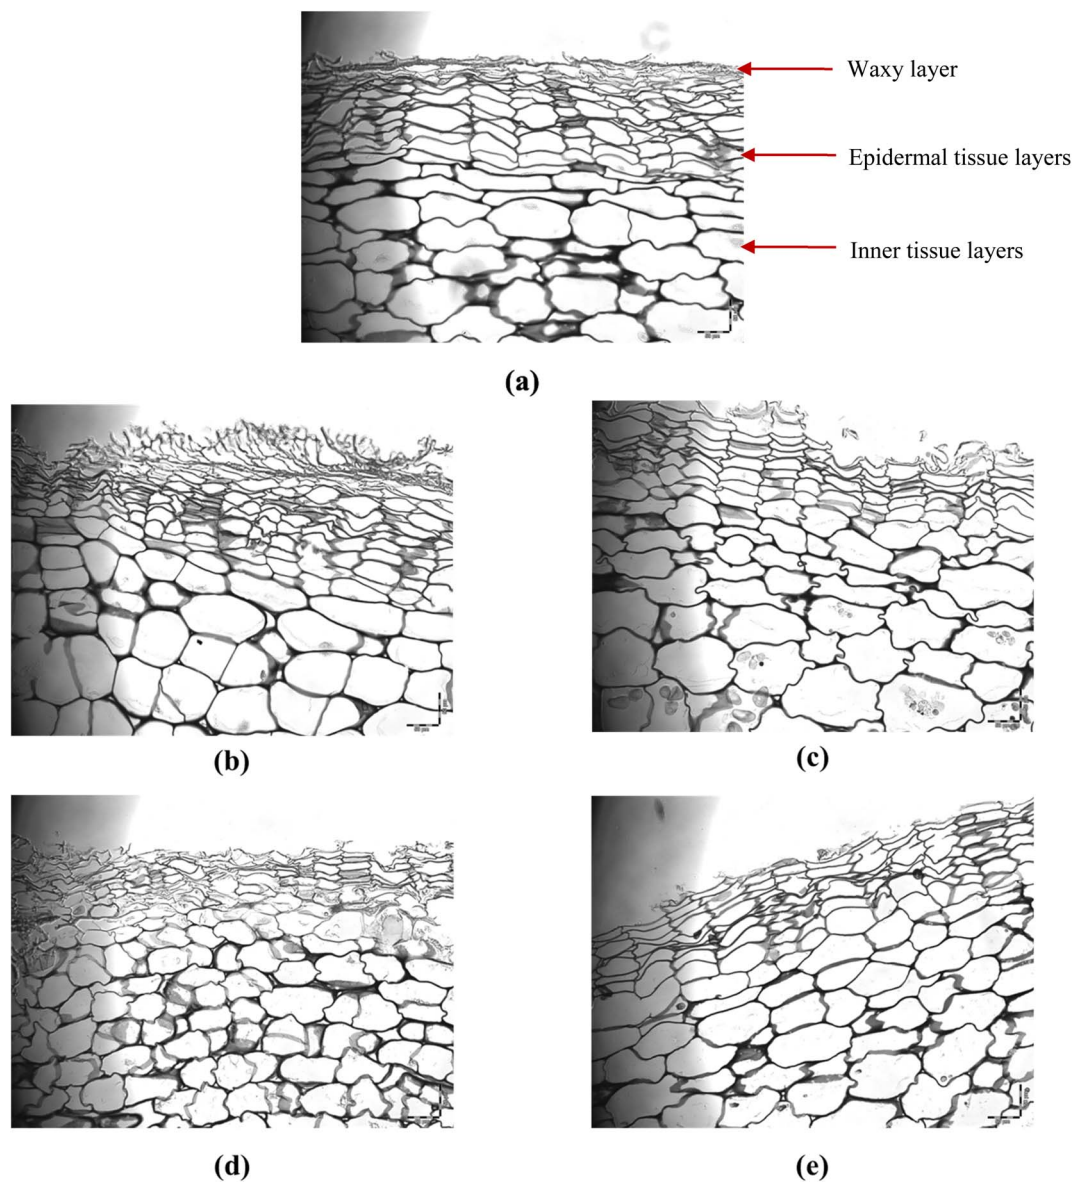 Waxy layer
Epidermal tissue layers
Inner tissue layers
(a)
(b)
(c)
(d)
(e)